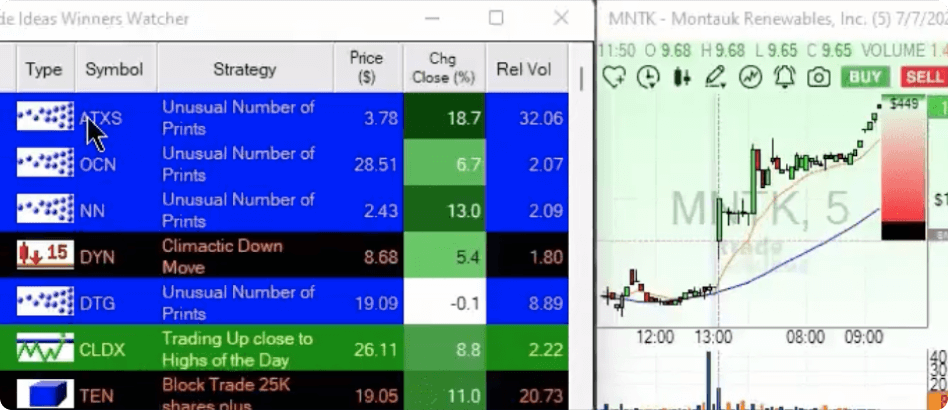 de Ideas Winners Watcher
Type Symbol Strategy Price ($) Chg Close (%) Rel Vol
ATXS Unusual Number of Prints 3.78 18.7 32.06
OCN Unusual Number of Prints 28.51 6.7 2.07
NN Unusual Number of Prints 2.43 13.0 2.09
15 DYN Climactic Down Move 8.68 5.4 1.80
DTG Unusual Number of Prints 19.09 -0.1 8.89
CLDX Trading Up close to Highs of the Day 26.11 8.8 2.22
TEN Block Trade 25K shares plus 19.05 11.0 20.73
MNTK - Montauk Renewables, Inc. (5) 7/7/202
11:50 O 9.68 H 9.68 L 9.65 C 9.65 VOLUME 1.4
BUY SELL
$449
MNTK, 5
trade
$1
12:00 13:00 08:00 09:00
40
30
20